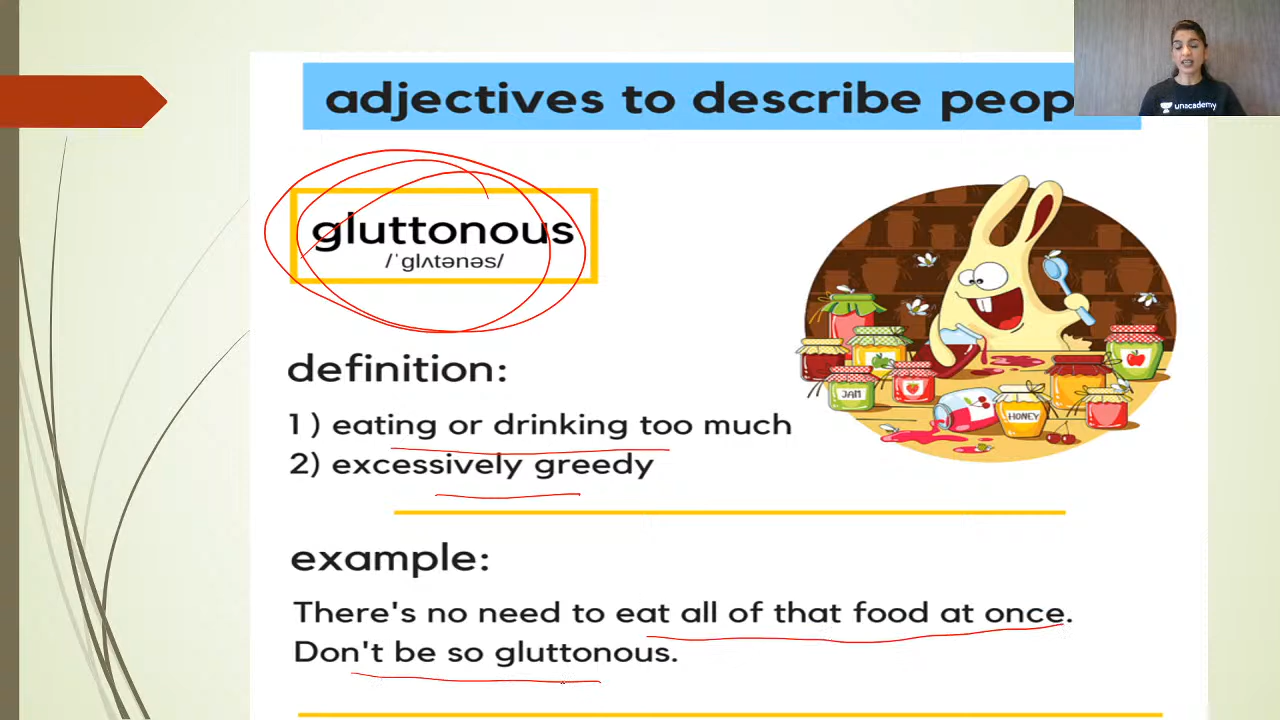 adjectives to describe peop
unacademy
gluttonous
/ˈglʌtənəs/
definition:
1) eating or drinking too much
2) excessively greedy
JAM
HONEY
example:
There's no need to eat all of that food at once.
Don't be so gluttonous.